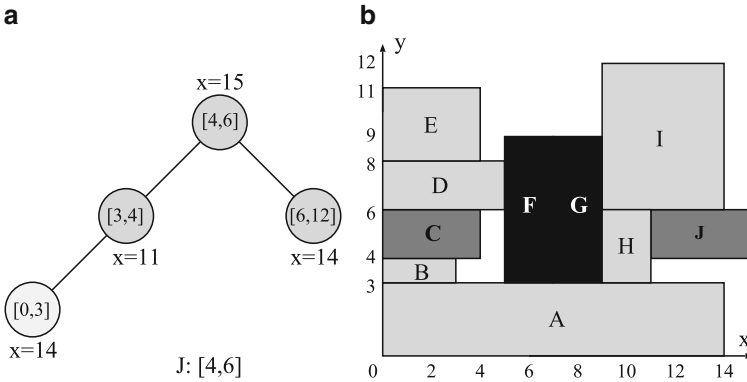 a
x=15
[4,6]
[3,4]
[6,12]
x=11
x=14
[0,3]
x=14
J: [4,6]
b
y
12
11
9
8
6
4
3
0
E
I
D
F
G
C
H
J
B
A
x
2
4
6
8
10
12
14